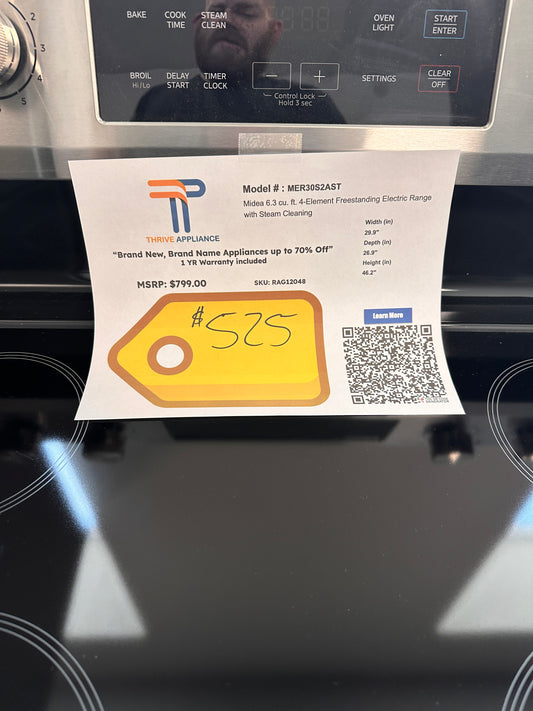 BAKE
COOK TIME
STEAM CLEAN
OVEN LIGHT
START ENTER
2
3
4
5
BROIL Hi/Lo
DELAY START
TIMER CLOCK
— +
Control Lock
Hold 3 sec
SETTINGS
CLEAR OFF
THRIVE APPLIANCE
Model # : MER30S2AST
Midea 6.3 cu. ft. 4-Element Freestanding Electric Range
with Steam Cleaning
Width (in)
29.9"
Depth (in)
26.9"
Height (in)
46.2"
“Brand New, Brand Name Appliances up to 70% Off”
1 YR Warranty included
MSRP: $799.00
SKU: RAG12048
$525
Learn More